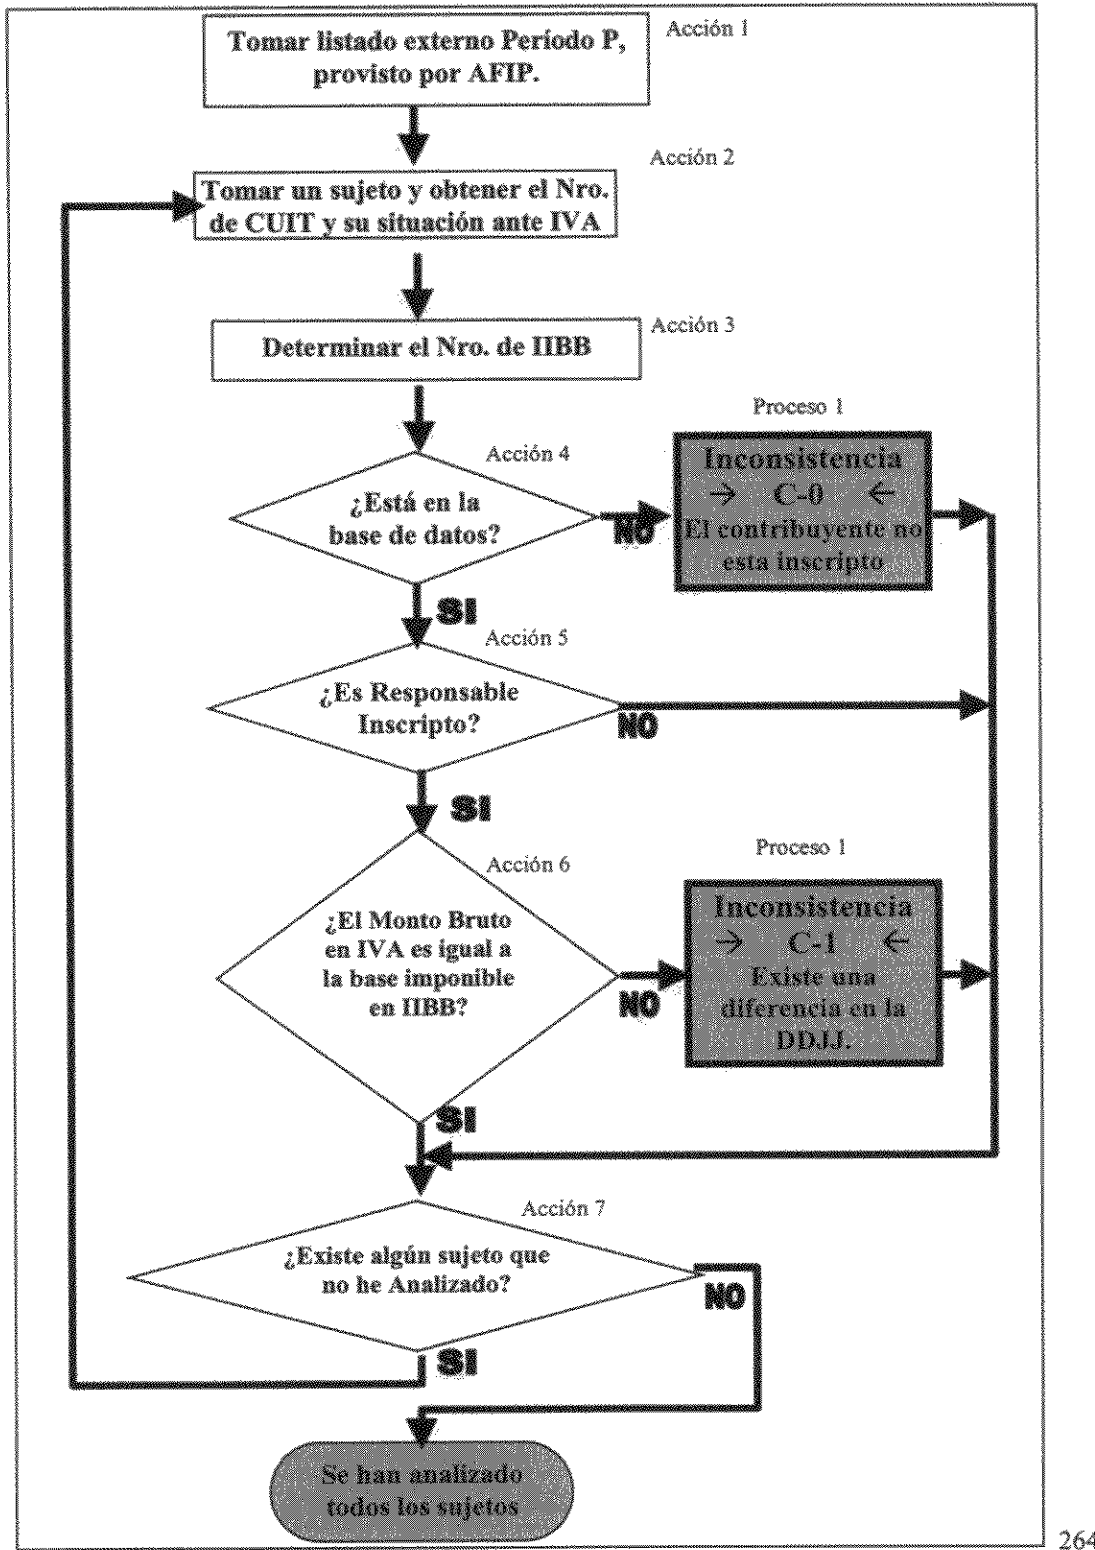 Tomar listado externo Período P,
provisto por AFIP.
Acción 1
Acción 2
Tomar un sujeto y obtener el Nro.
de CUIT y su situación ante IVA
Acción 3
Determinar el Nro. de IIBB
Proceso 1
Acción 4
¿Está en la
base de datos?
NO
Inconsistencia
→ C-0 ←
El contribuyente no
esta inscripto
SI
Acción 5
¿Es Responsable
Inscripto?
NO
SI
Acción 6
¿El Monto Bruto
en IVA es igual a
la base imponible
en IIBB?
NO
Proceso 1
Inconsistencia
→ C-1 ←
Existe una
diferencia en la
DDJJ.
SI
Acción 7
¿Existe algún sujeto que
no he Analizado?
NO
SI
Se han analizado
todos los sujetos
264